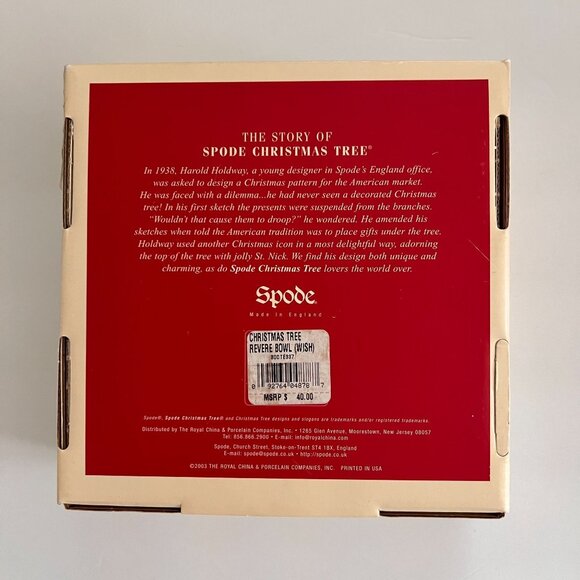 THE STORY OF
SPODE CHRISTMAS TREE®
In 1938, Harold Holdway, a young designer in Spode's England office,
was asked to design a Christmas pattern for the American market.
He was faced with a dilemma...he had never seen a decorated Christmas
tree! In his first sketch the presents were suspended from the branches.
"Wouldn't that cause them to droop?" he wondered. He amended his
sketches when told the American tradition was to place gifts under the tree.
Holdway used another Christmas icon in a most delightful way, adorning
the top of the tree with jolly St. Nick. We find his design both unique and
charming, as do Spode Christmas Tree lovers the world over.
Spode®
Made in England
CHRISTMAS TREE
REVERE BOWL (WISH)
0 92764 04878 7
MSRP $ 40.00
Spode®, Spode Christmas Tree® and Christmas Tree designs and slogans are trademarks and/or registered trademarks.
Distributed by The Royal China & Porcelain Companies, Inc. • 1265 Glen Avenue, Moorestown, New Jersey 08057
Tel: 856.866.2900 • E-mail: info@royalchina.com
Spode, Church Street, Stoke-on-Trent ST4 1BX, England
E-mail: spode@spode.co.uk • http://spode.co.uk
©2003 THE ROYAL CHINA & PORCELAIN COMPANIES, INC. PRINTED IN USA